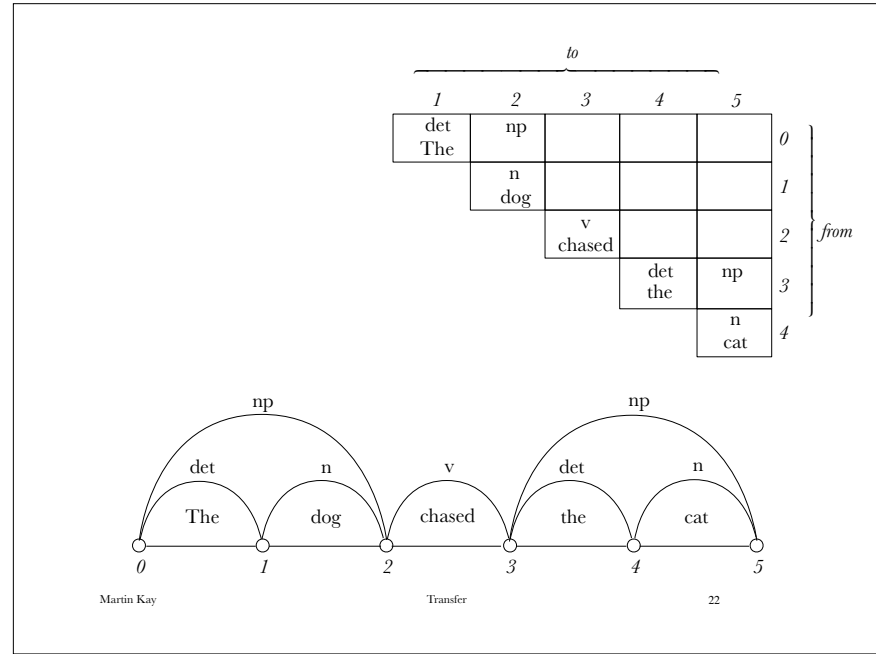 to
1 2 3 4 5
det np 0
The
n 1
dog
v 2
chased
from
det np 3
the
n 4
cat
np np
det n v det n
The dog chased the cat
0 1 2 3 4 5
Martin Kay Transfer 22